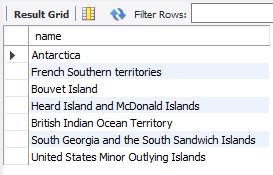 Result Grid Filter Rows:
name
Antarctica
French Southern territories
Bouvet Island
Heard Island and McDonald Islands
British Indian Ocean Territory
South Georgia and the South Sandwich Islands
United States Minor Outlying Islands